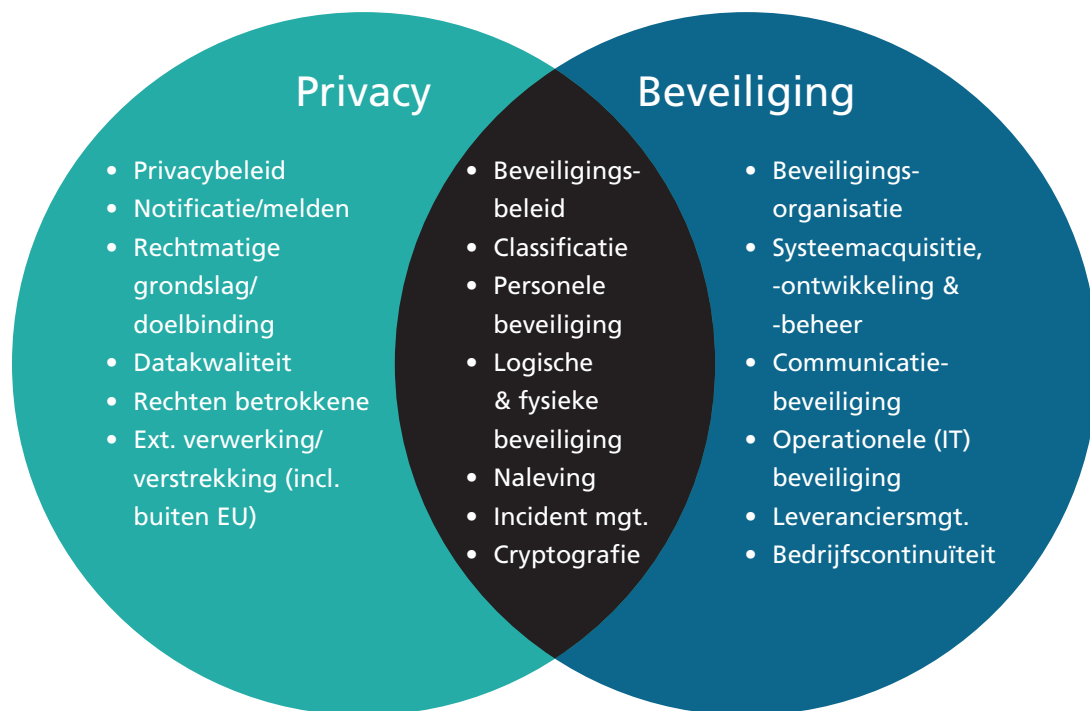 Privacy
• Privacybeleid
• Notificatie/melden
• Rechtmatige
grondslag/
doelbinding
• Datakwaliteit
• Rechten betrokkene
• Ext. verwerking/
verstrekking (incl.
buiten EU)
• Beveiligings-
beleid
• Classificatie
• Personele
beveiliging
• Logische
& fysieke
beveiliging
• Naleving
• Incident mgt.
• Cryptografie
Beveiliging
• Beveiligings-
organisatie
• Systeemacquisitie,
-ontwikkeling &
-beheer
• Communicatie-
beveiliging
• Operationele (IT)
beveiliging
• Leveranciersmgt.
• Bedrijfscontinuïteit